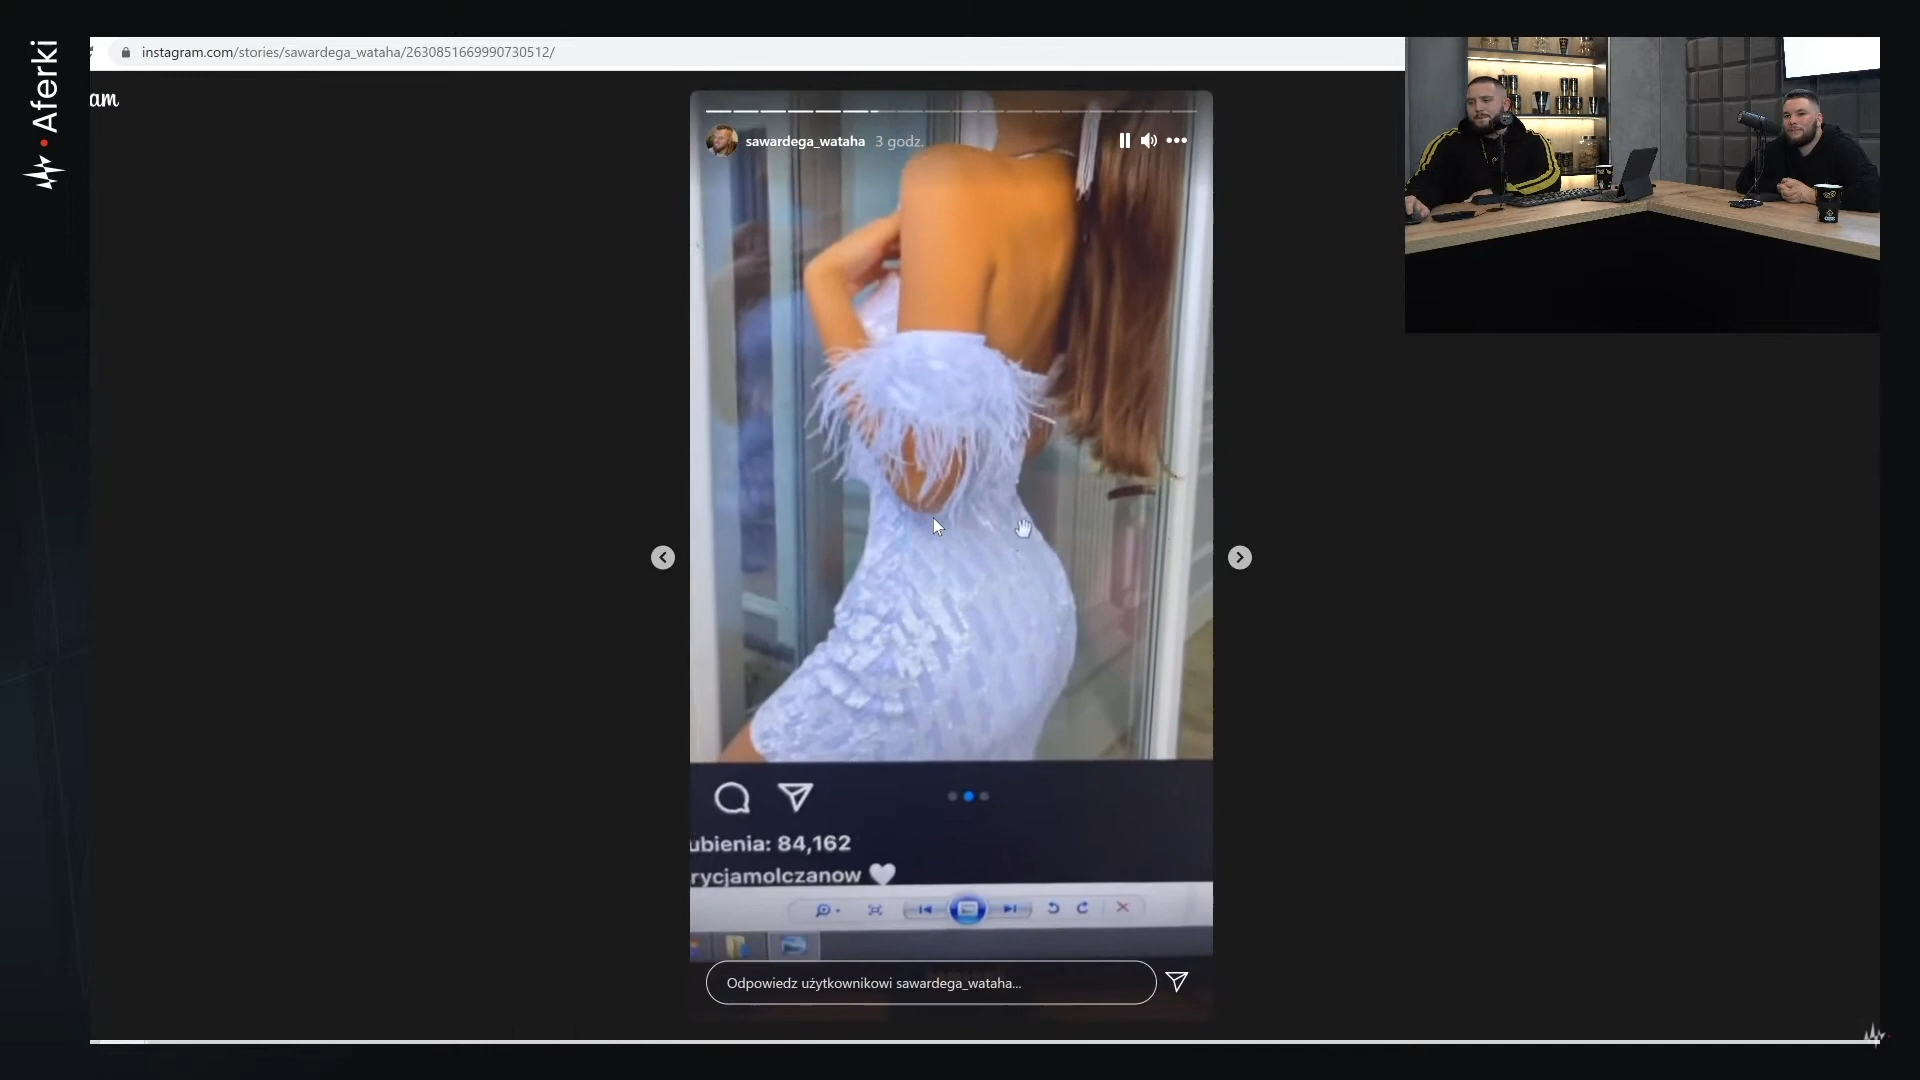 Aferki
instagram.com/stories/sawardega_wataha/2630851669990730512/
am
sawardega_wataha 3 godz.
ubienia: 84,162
rycjamolczanow
Odpowiedz użytkownikowi sawardega_wataha...